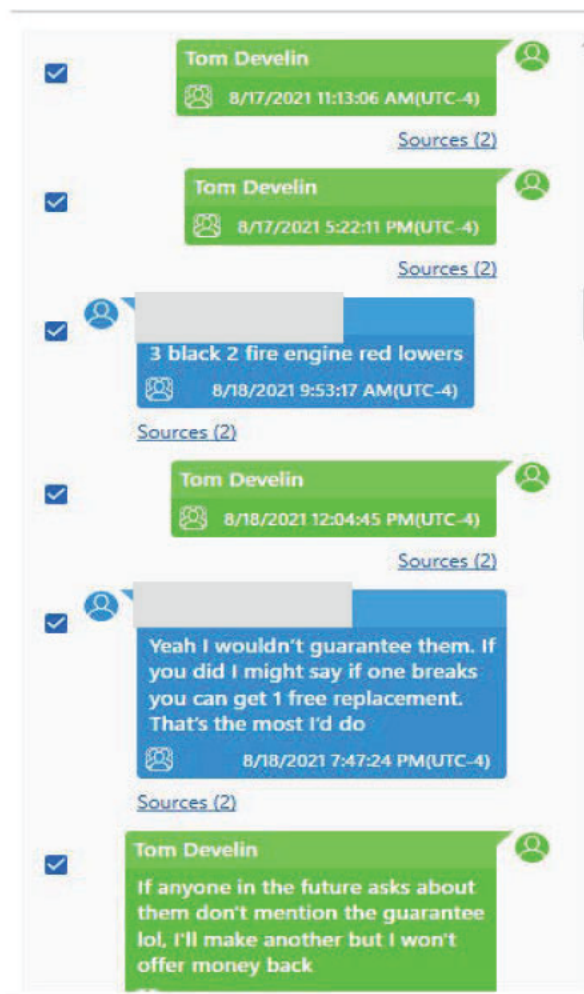 Tom Develin
8/17/2021 11:13:06 AM(UTC-4)
Sources (2)
Tom Develin
8/17/2021 5:22:11 PM(UTC-4)
Sources (2)
3 black 2 fire engine red lowers
8/18/2021 9:53:17 AM(UTC-4)
Sources (2)
Tom Develin
8/18/2021 12:04:45 PM(UTC-4)
Sources (2)
Yeah I wouldn't guarantee them. If
you did I might say if one breaks
you can get 1 free replacement.
That's the most I'd do
8/18/2021 7:47:24 PM(UTC-4)
Sources (2)
Tom Develin
If anyone in the future asks about
them don't mention the guarantee
lol, I'll make another but I won't
offer money back